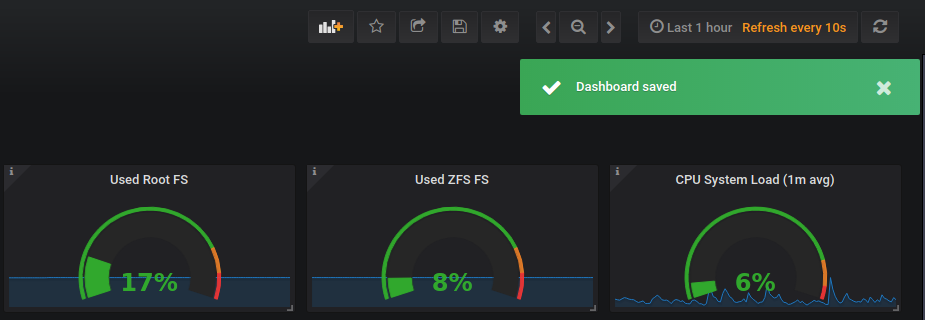 Last 1 hour Refresh every 10s
Dashboard saved
i
Used Root FS
17%
i
Used ZFS FS
8%
i
CPU System Load (1m avg)
6%